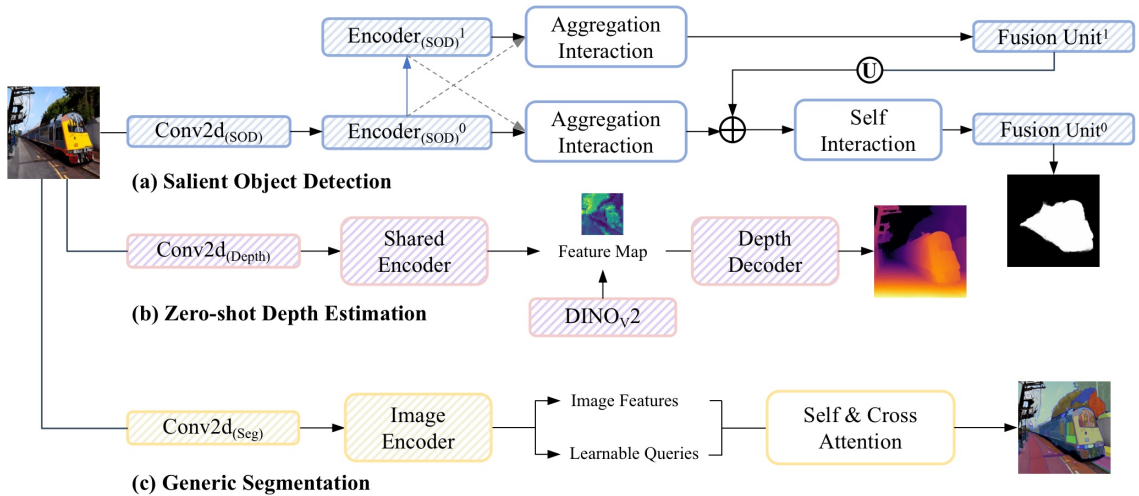 Encoder(SOD)1
Aggregation
Interaction
Fusion Unit1
U
Conv2d(SOD)
Encoder(SOD)0
Aggregation
Interaction
Self
Interaction
Fusion Unit0
(a) Salient Object Detection
Conv2d(Depth)
Shared
Encoder
Feature Map
Depth
Decoder
DINOV2
(b) Zero-shot Depth Estimation
Conv2d(Seg)
Image
Encoder
Image Features
Learnable Queries
Self & Cross
Attention
(c) Generic Segmentation